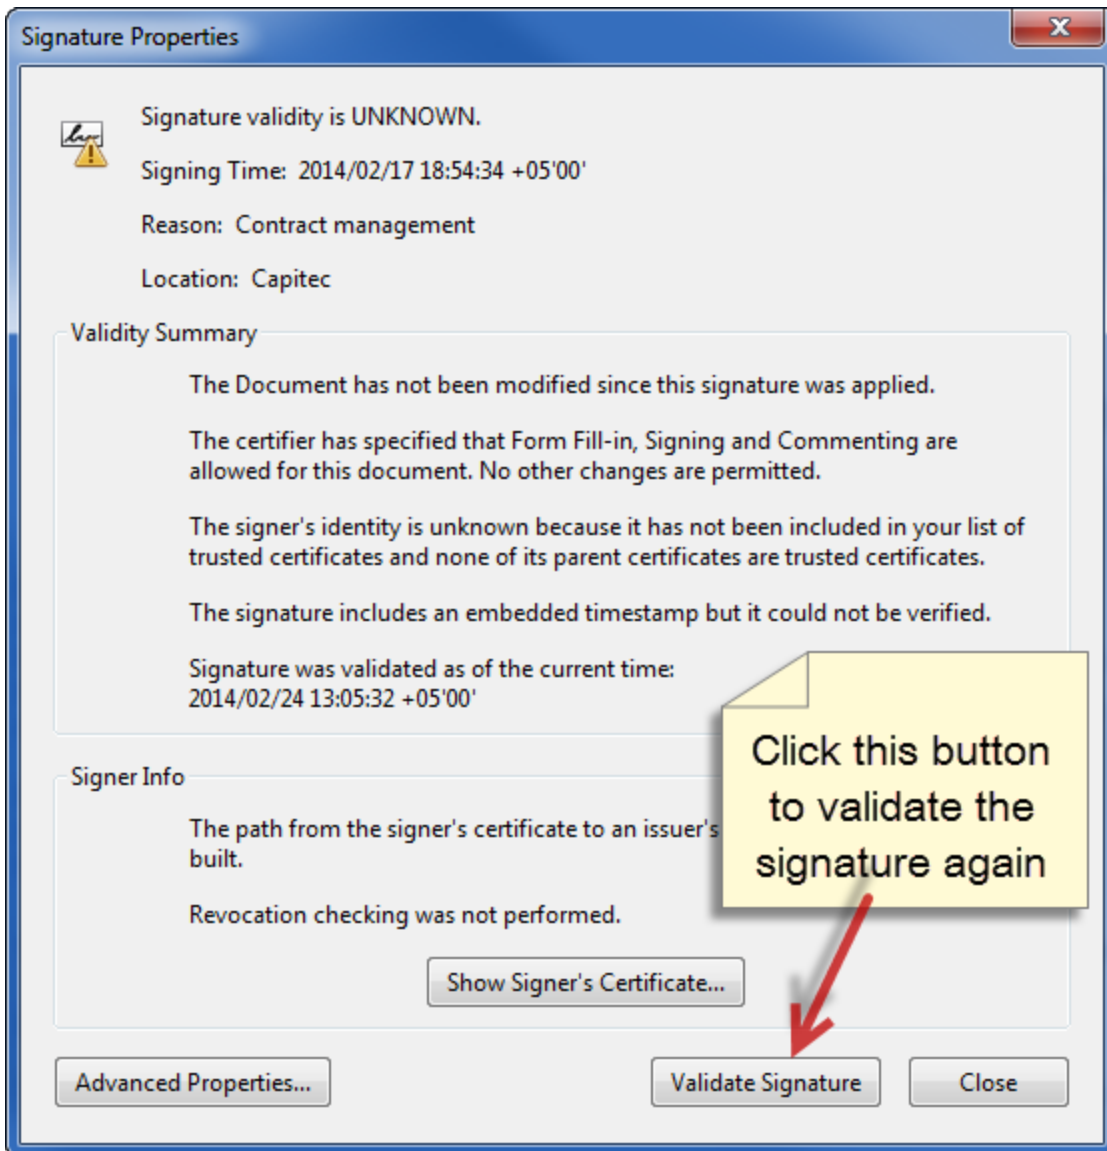 Signature Properties
Signature validity is UNKNOWN.
Signing Time: 2014/02/17 18:54:34 +05'00'
Reason: Contract management
Location: Capitec
Validity Summary
The Document has not been modified since this signature was applied.
The certifier has specified that Form Fill-in, Signing and Commenting are
allowed for this document. No other changes are permitted.
The signer's identity is unknown because it has not been included in your list of
trusted certificates and none of its parent certificates are trusted certificates.
The signature includes an embedded timestamp but it could not be verified.
Signature was validated as of the current time:
2014/02/24 13:05:32 +05'00'
Click this button
to validate the
signature again
Signer Info
The path from the signer's certificate to an issuer's
built.
Revocation checking was not performed.
Show Signer's Certificate...
Advanced Properties...
Validate Signature
Close